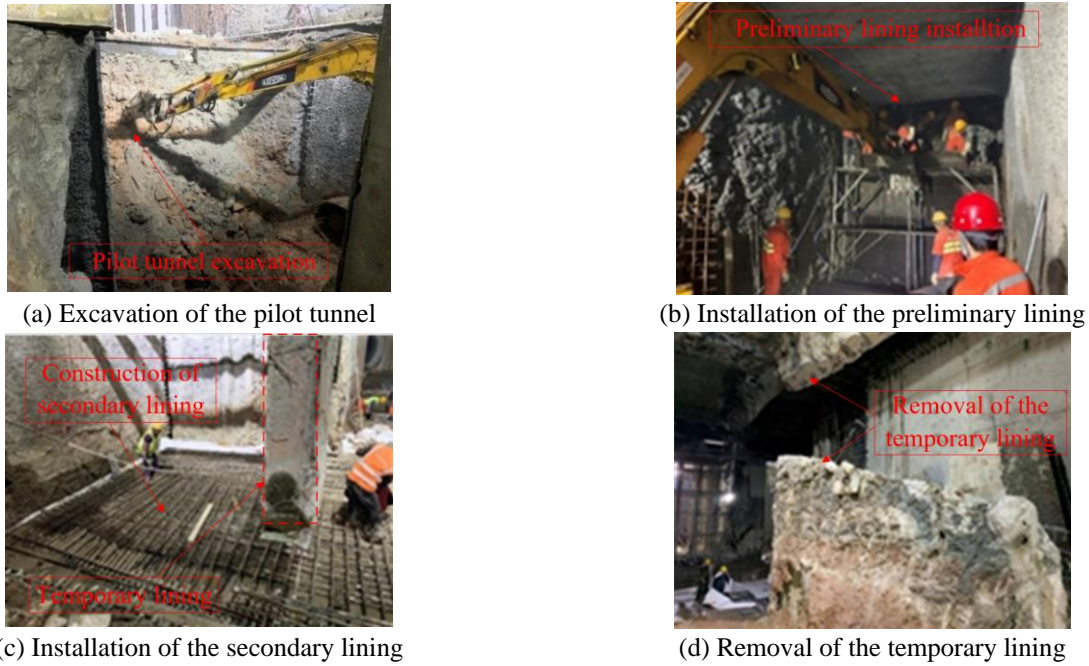 Pilot tunnel excavation
(a) Excavation of the pilot tunnel
Preliminary lining installtion
(b) Installation of the preliminary lining
Construction of
secondary lining
Temporary lining
(c) Installation of the secondary lining
Removal of the
temporary lining
(d) Removal of the temporary lining